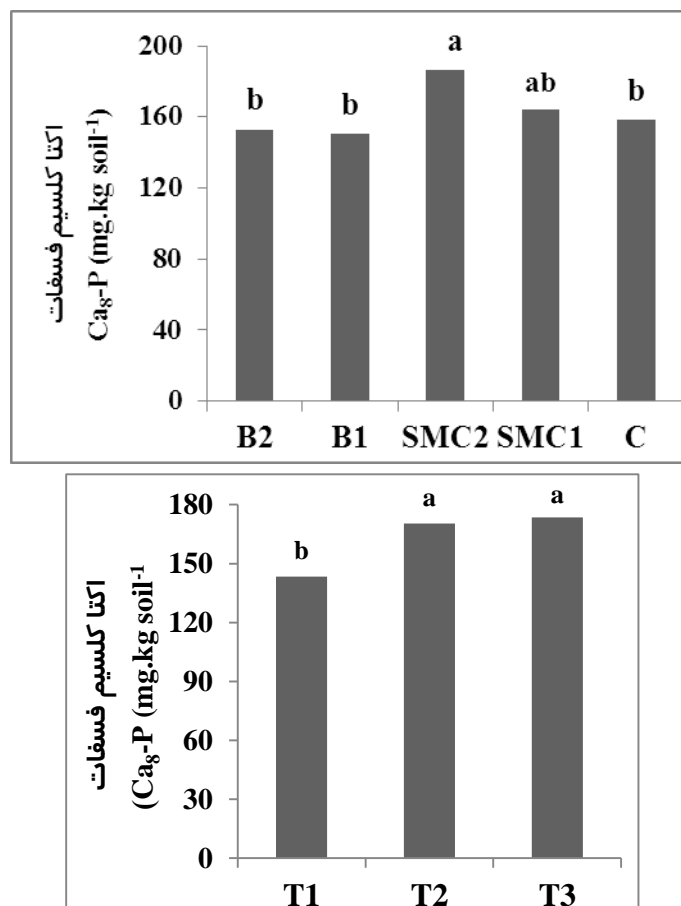 اکتا کلسیم فسفات
Ca₈-P (mg.kg soil⁻¹)
200
160
120
80
40
0
b
b
a
ab
b
B2 B1 SMC2 SMC1 C
اکتا کلسیم فسفات
(Ca₈-P (mg.kg soil⁻¹
180
150
120
90
60
30
0
b
a
a
T1 T2 T3